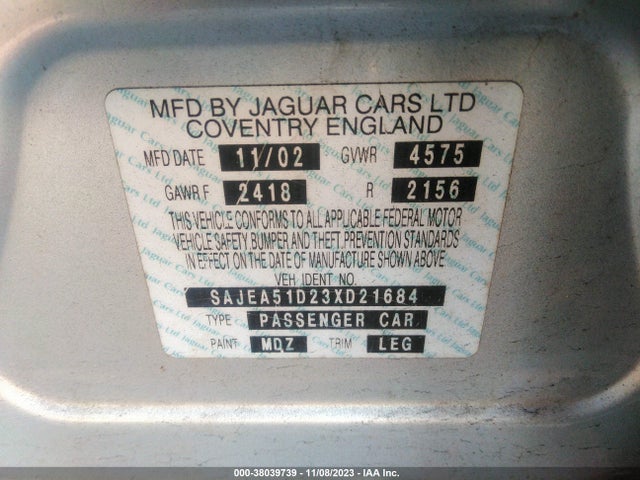 MFD BY JAGUAR CARS LTD
COVENTRY ENGLAND
MFD DATE 11/02 GVWR 4575
GAWR F 2418 R 2156
THIS VEHICLE CONFORMS TO ALL APPLICABLE FEDERAL MOTOR
VEHICLE SAFETY BUMPER AND THEFT.PREVENTION STANDARDS
IN EFFECT ON THE DATE OF MANUFACTURE SHOWN ABOVE
VEH IDENT NO.
SAJEA51D23XD21684
TYPE PASSENGER CAR
PAINT MDZ TRIM LEG
000-38039739 - 11/08/2023 - IAA Inc.